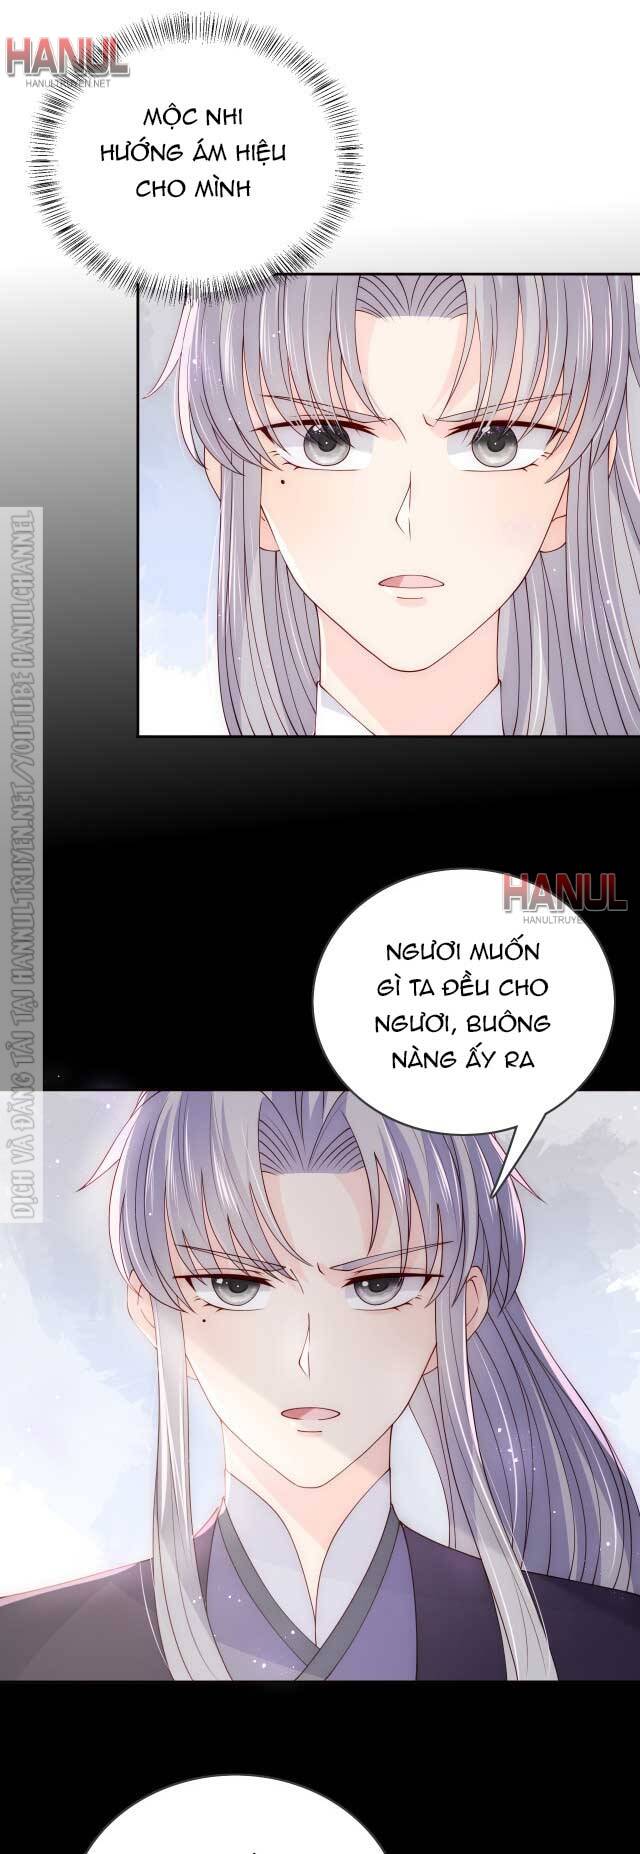 HANUL
HANULTRUYEN.NET
MỘC NHI
HƯỚNG ÁM HIỆU
CHO MÌNH
DỊCH VÀ ĐĂNG TẢI TẠI HANULTRUYEN.NET/YOUTUBE HANULCHANNEL
HANUL
HANULTRUYE
NGƯƠI MUỐN
GÌ TA ĐỀU CHO
NGƯƠI, BUÔNG
NÀNG ẤY RA